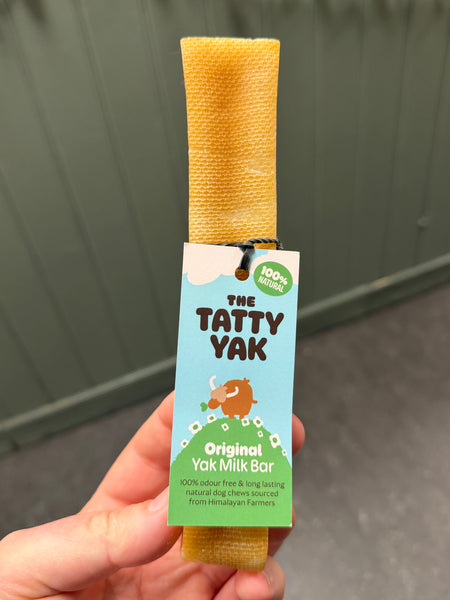 100%
NATURAL
THE
TATTY
YAK
Original
Yak Milk Bar
100% odour free & long lasting
natural dog chews sourced
from Himalayan Farmers